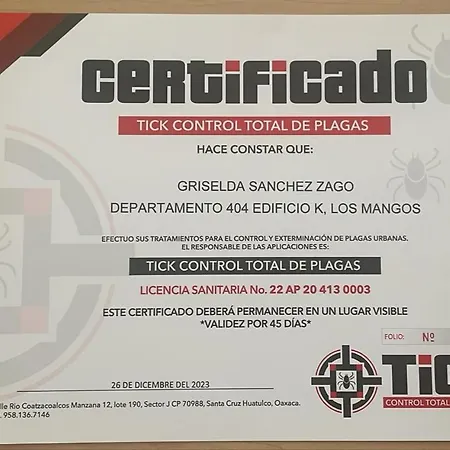 certificado
TICK CONTROL TOTAL DE PLAGAS
HACE CONSTAR QUE:
GRISELDA SANCHEZ ZAGO
DEPARTAMENTO 404 EDIFICIO K, LOS MANGOS
EFECTUO SUS TRATAMIENTOS PARA EL CONTROL Y EXTERMINACIÓN DE PLAGAS URBANAS.
EL RESPONSABLE DE LAS APLICACIONES ES:
TICK CONTROL TOTAL DE PLAGAS
LICENCIA SANITARIA No. 22 AP 20 413 0003
ESTE CERTIFICADO DEBERÁ PERMANECER EN UN LUGAR VISIBLE
*VALIDEZ POR 45 DÍAS*
FOLIO: Nº
TIC
CONTROL TOTAL
26 DE DICIEMBRE DEL 2023
lle Río Coatzacoalcos Manzana 12, lote 190, Sector J CP 70988, Santa Cruz Huatulco, Oaxaca.
. 958.136.7146